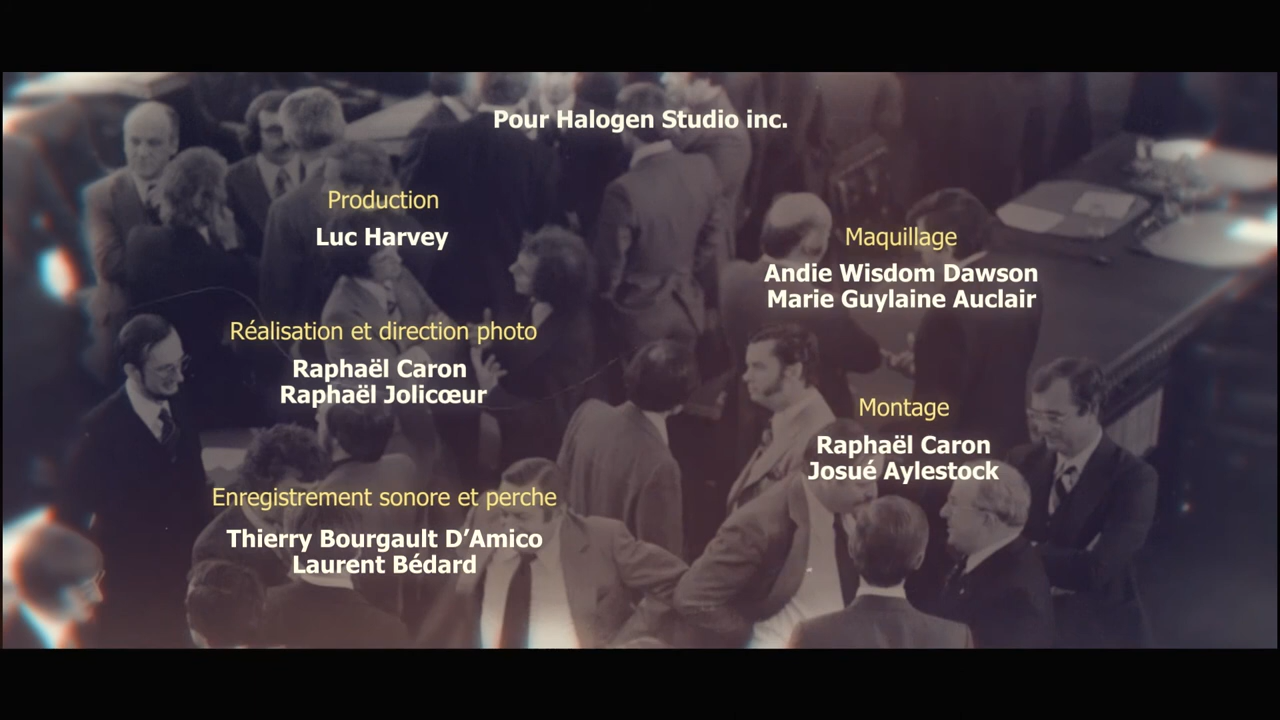 Pour Halogen Studio inc.
Production
Luc Harvey
Réalisation et direction photo
Raphaël Caron
Raphaël Jolicœur
Enregistrement sonore et perche
Thierry Bourgault D’Amico
Laurent Bédard
Maquillage
Andie Wisdom Dawson
Marie Guylaine Auclair
Montage
Raphaël Caron
Josué Aylestock